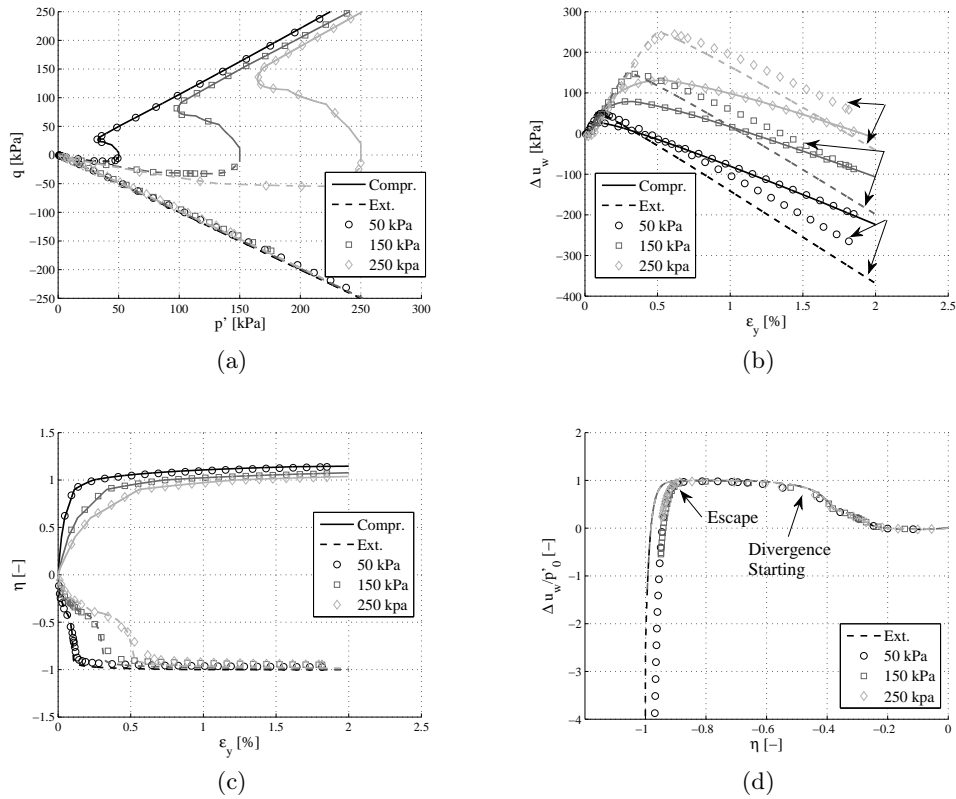 250
200
150
100
50
0
−50
−100
−150
−200
−250
0 50 100 150 200 250 300
q [kPa]
p' [kPa]
Compr.
Ext.
50 kPa
150 kPa
250 kpa
(a)
300
200
100
0
−100
−200
−300
−400
0 0.5 1 1.5 2 2.5
Δ u_w [kPa]
ε_y [%]
Compr.
Ext.
50 kPa
150 kPa
250 kpa
(b)
1.5
1
0.5
0
−0.5
−1
−1.5
0 0.5 1 1.5 2 2.5
η [−]
ε_y [%]
Compr.
Ext.
50 kPa
150 kPa
250 kpa
(c)
2
1
0
−1
−2
−3
−4
−1 −0.8 −0.6 −0.4 −0.2 0
Δ u_w/p'_0 [−]
η [−]
Escape
Divergence
Starting
Ext.
50 kPa
150 kPa
250 kpa
(d)